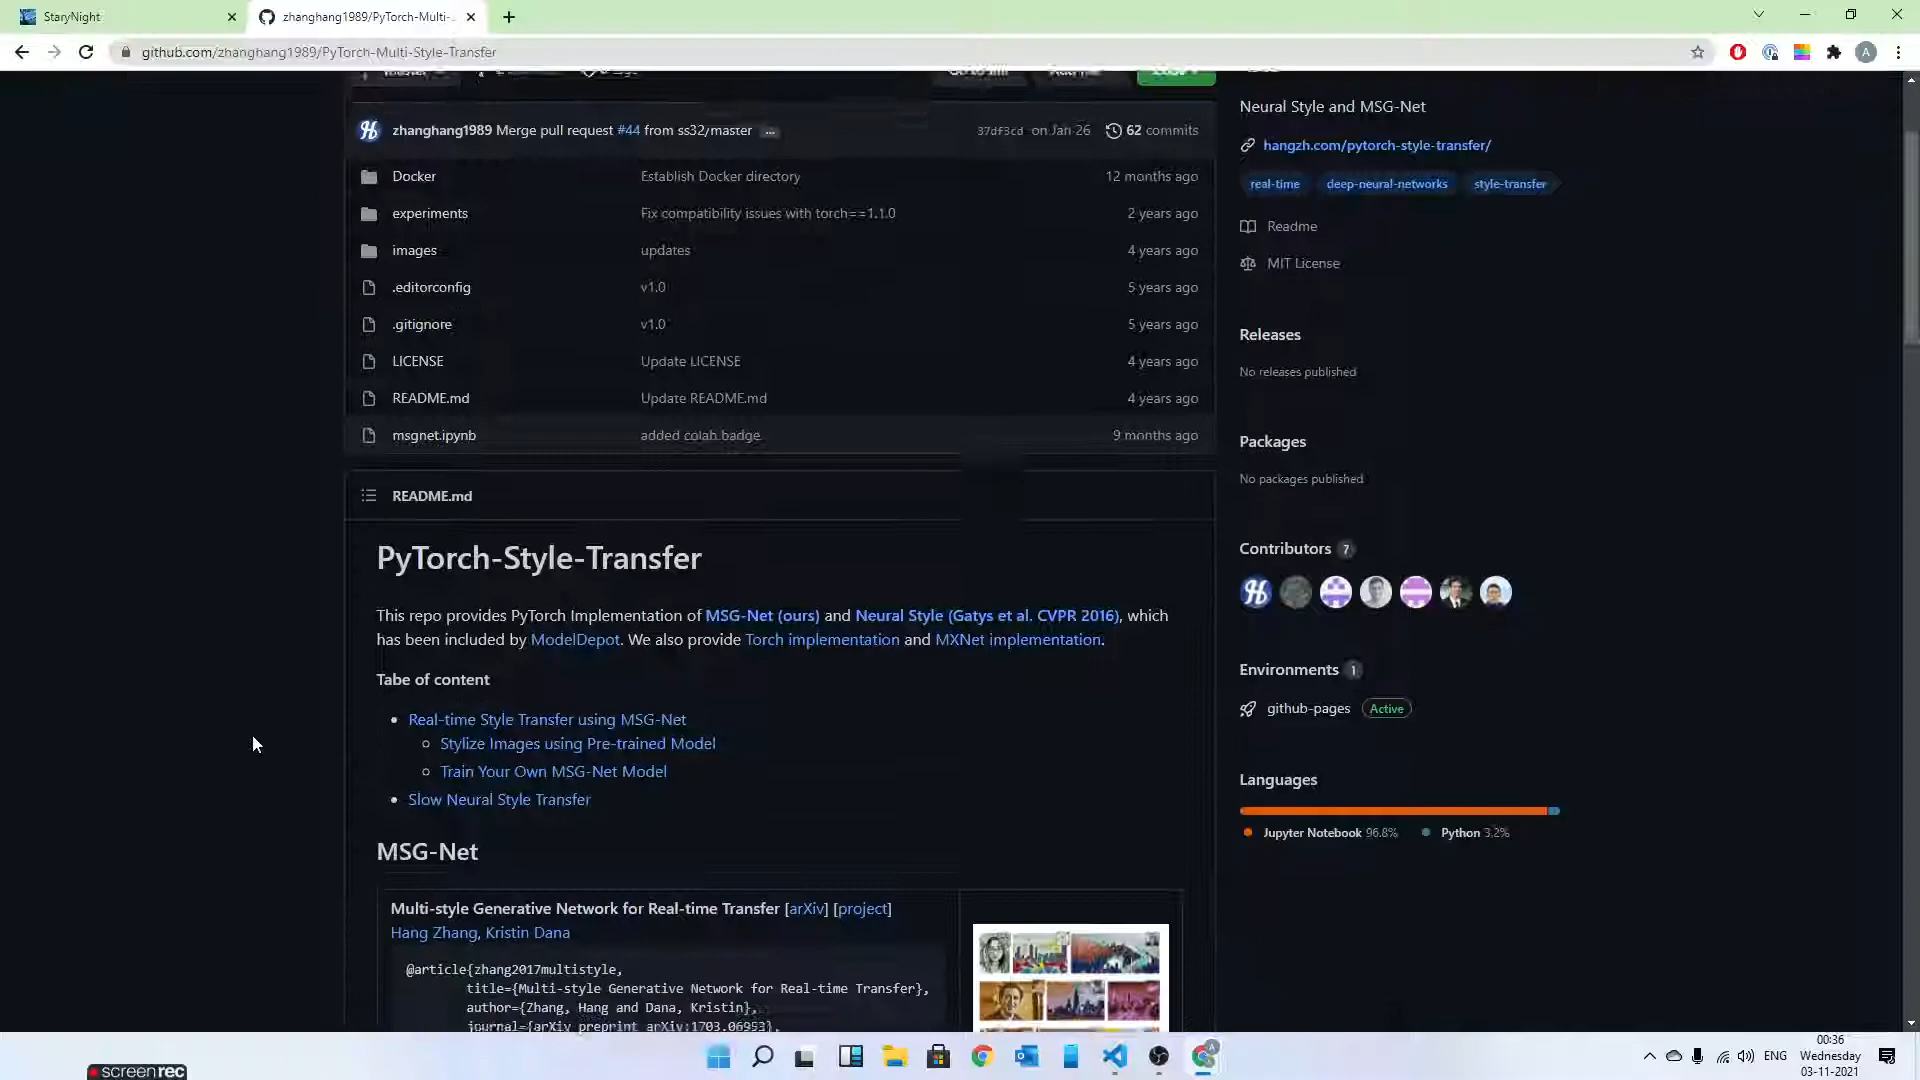 StaryNight
zhanghang1989/PyTorch-Multi-...
github.com/zhanghang1989/PyTorch-Multi-Style-Transfer
zhanghang1989 Merge pull request #44 from ss32/master ...
37df3cd on Jan 26 62 commits
Docker Establish Docker directory 12 months ago
experiments Fix compatibility issues with torch==1.1.0 2 years ago
images updates 4 years ago
.editorconfig v1.0 5 years ago
.gitignore v1.0 5 years ago
LICENSE Update LICENSE 4 years ago
README.md Update README.md 4 years ago
msgnet.ipynb added colab badge 9 months ago
README.md
PyTorch-Style-Transfer
This repo provides PyTorch Implementation of MSG-Net (ours) and Neural Style (Gatys et al. CVPR 2016), which
has been included by ModelDepot. We also provide Torch implementation and MXNet implementation.
Tabe of content
Real-time Style Transfer using MSG-Net
Stylize Images using Pre-trained Model
Train Your Own MSG-Net Model
Slow Neural Style Transfer
MSG-Net
Multi-style Generative Network for Real-time Transfer [arXiv] [project]
Hang Zhang, Kristin Dana
@article{zhang2017multistyle,
title={Multi-style Generative Network for Real-time Transfer},
author={Zhang, Hang and Dana, Kristin},
journal={arXiv preprint arXiv:1703.06953},
Neural Style and MSG-Net
hangzh.com/pytorch-style-transfer/
real-time deep-neural-networks style-transfer
Readme
MIT License
Releases
No releases published
Packages
No packages published
Contributors 7
Environments 1
github-pages Active
Languages
Jupyter Notebook 96.8% Python 3.2%
screenrec
ENG
00:36
Wednesday
03-11-2021